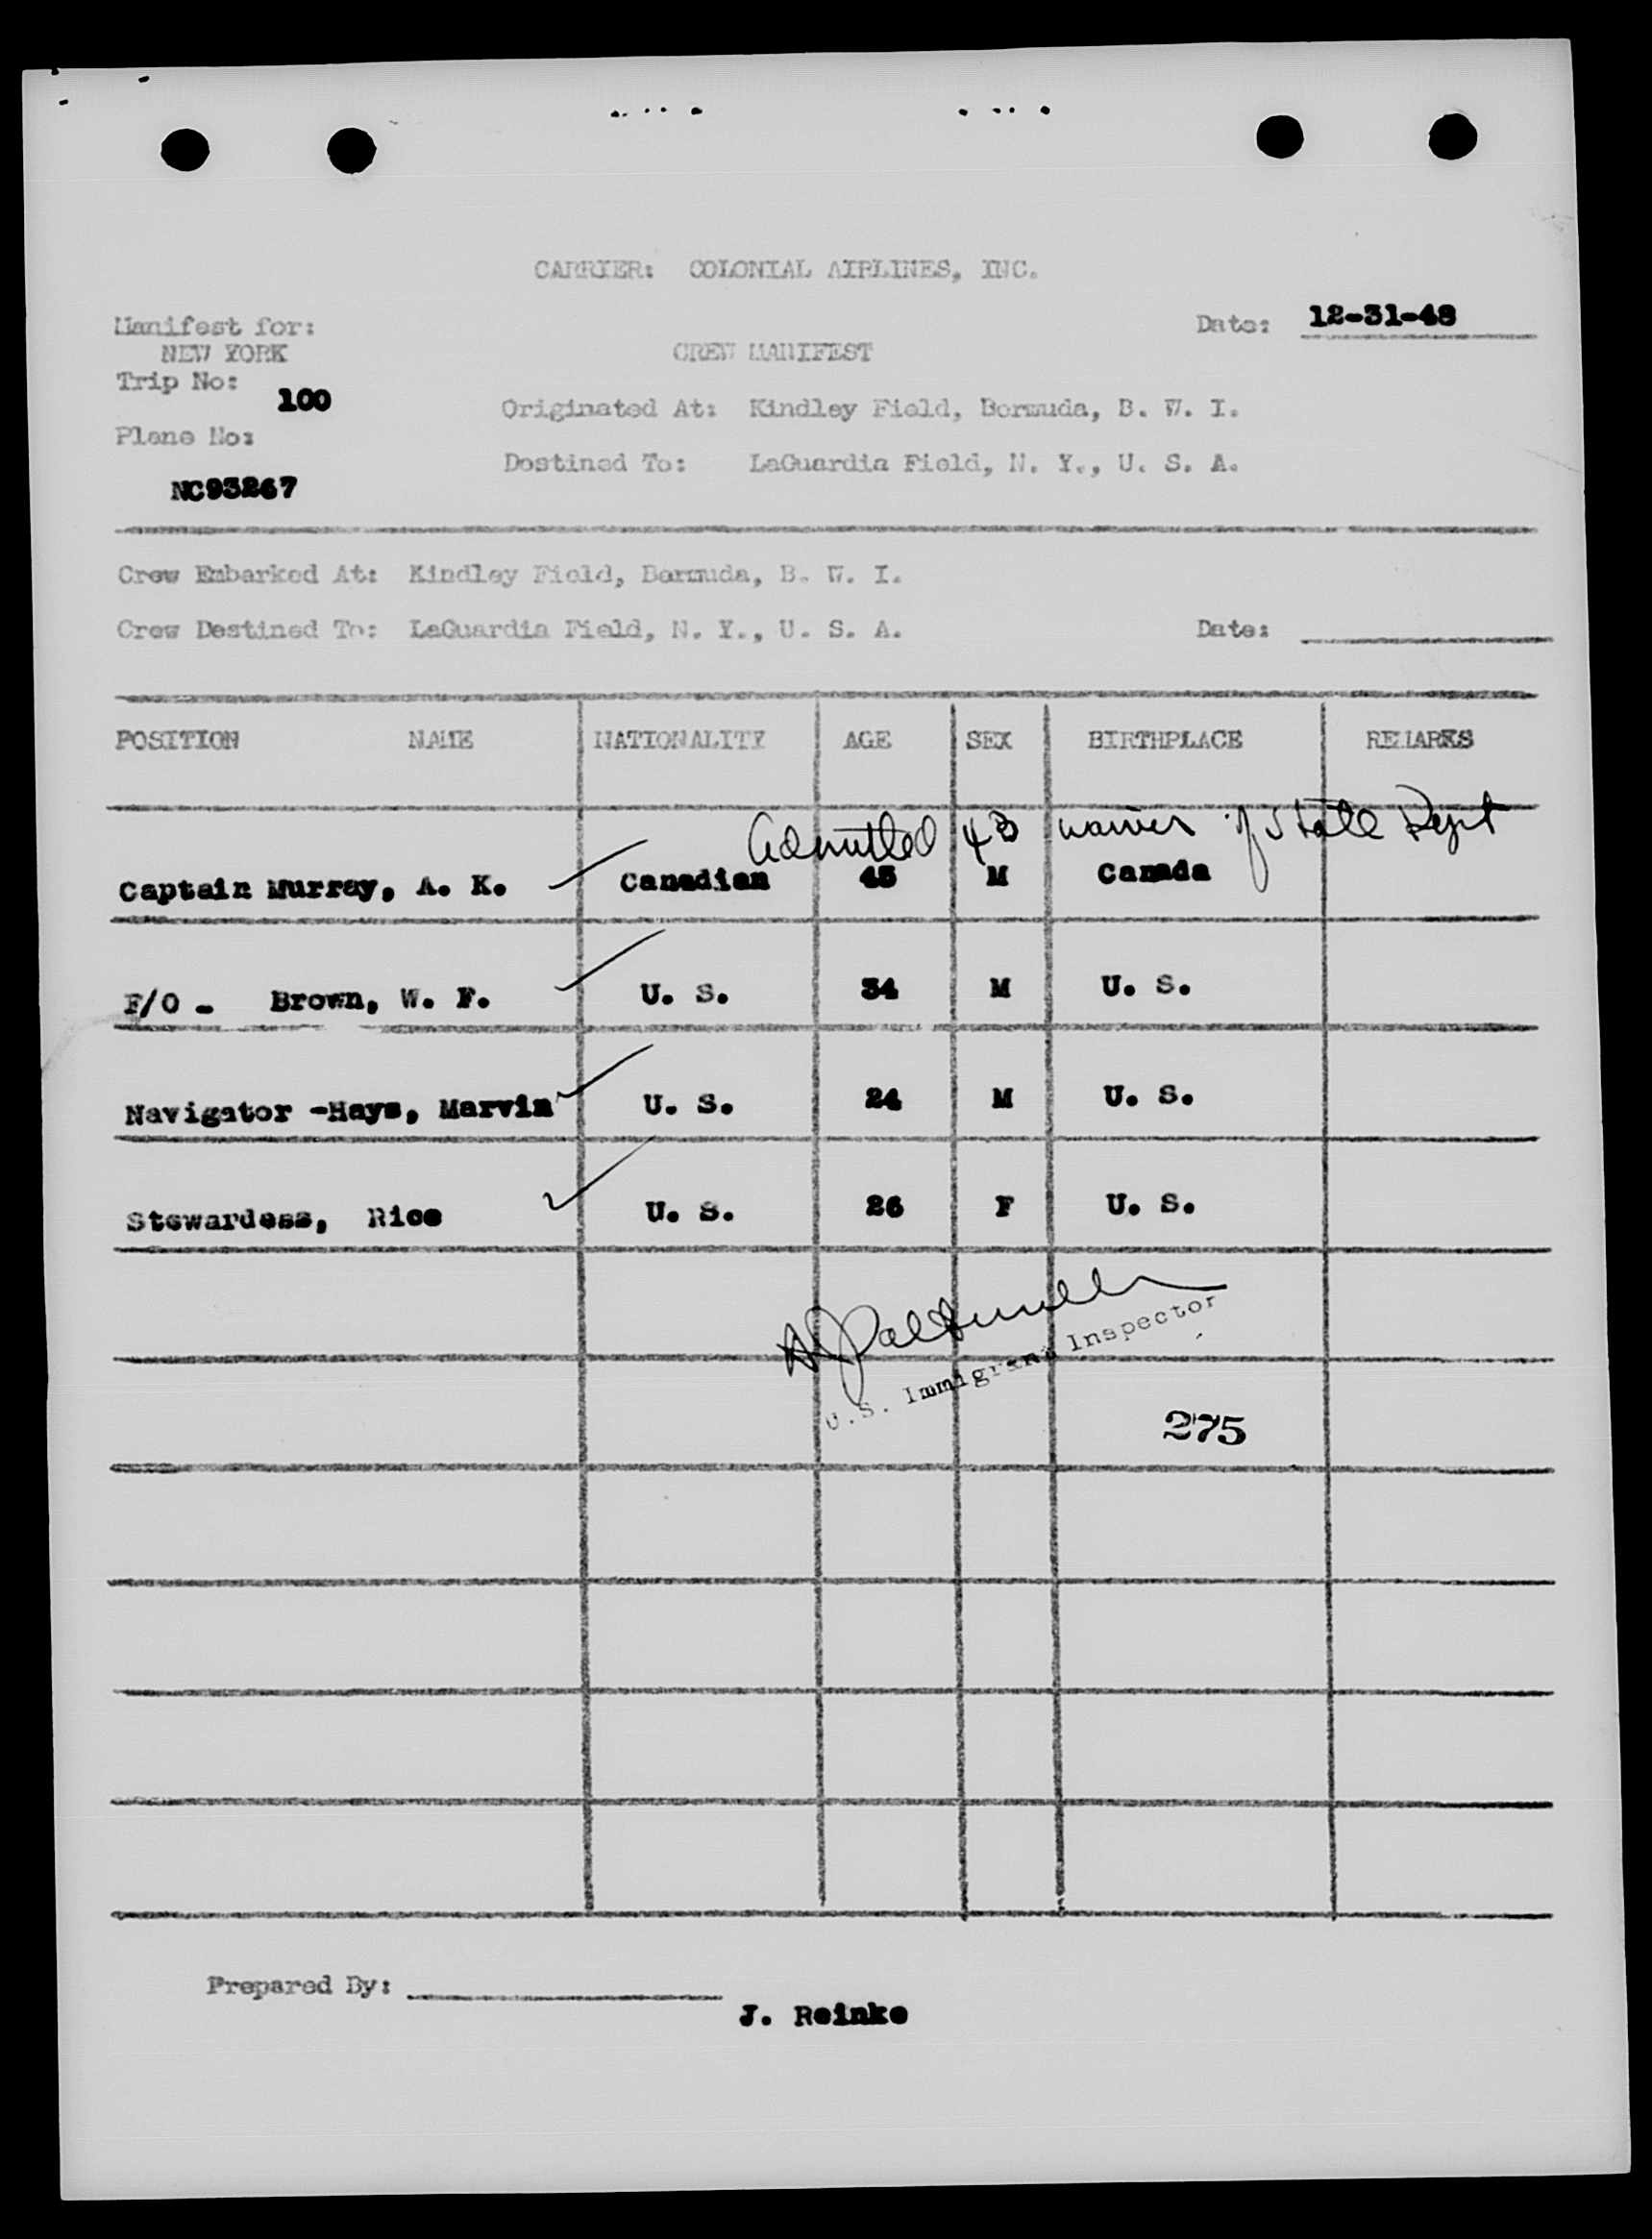 CARRIER: COLONIAL AIRLINES, INC.
Manifest for: Date: 12-31-48
NEW YORK CREW MANIFEST
Trip No: 100
Originated At: Kindley Field, Bermuda, B. W. I.
Plane No:
Destined To: LaGuardia Field, N. Y., U. S. A.
NC93267
Crew Embarked At: Kindley Field, Bermuda, B. W. I.
Crew Destined To: LaGuardia Field, N. Y., U. S. A. Date:
POSITION NAME NATIONALITY AGE SEX BIRTHPLACE REMARKS
Admitted 4B waiver of State Dept
Captain Murray, A. K. Canadian 45 M Canada
F/O - Brown, W. F. U. S. 34 M U. S.
Navigator -Hays, Marvin U. S. 24 M U. S.
Stewardess, Rice U. S. 26 F U. S.
U.S. Immigrant Inspector
275
Prepared By:
J. Reinke